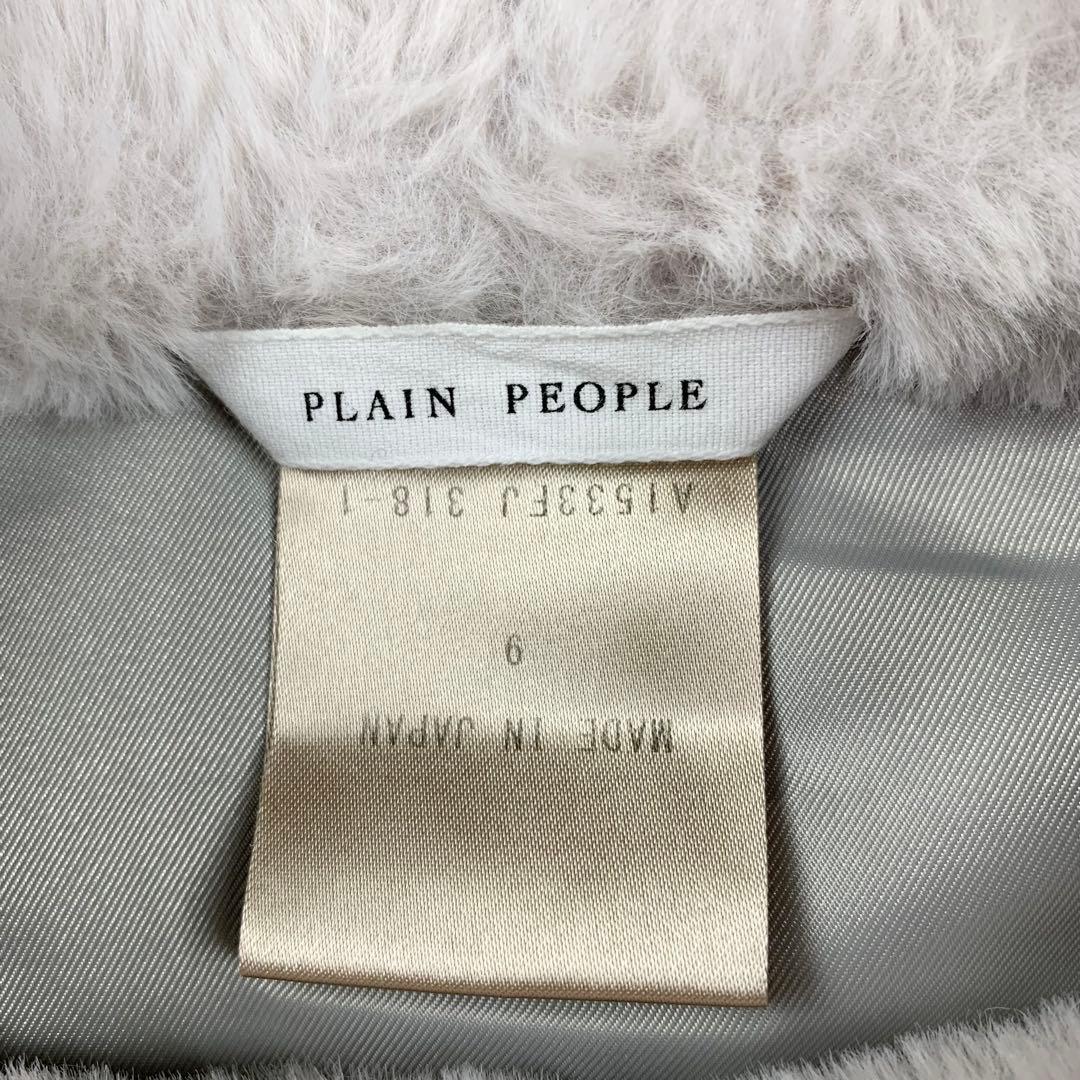 PLAIN PEOPLE
A1533FJ 318-1
9
MADE IN JAPAN